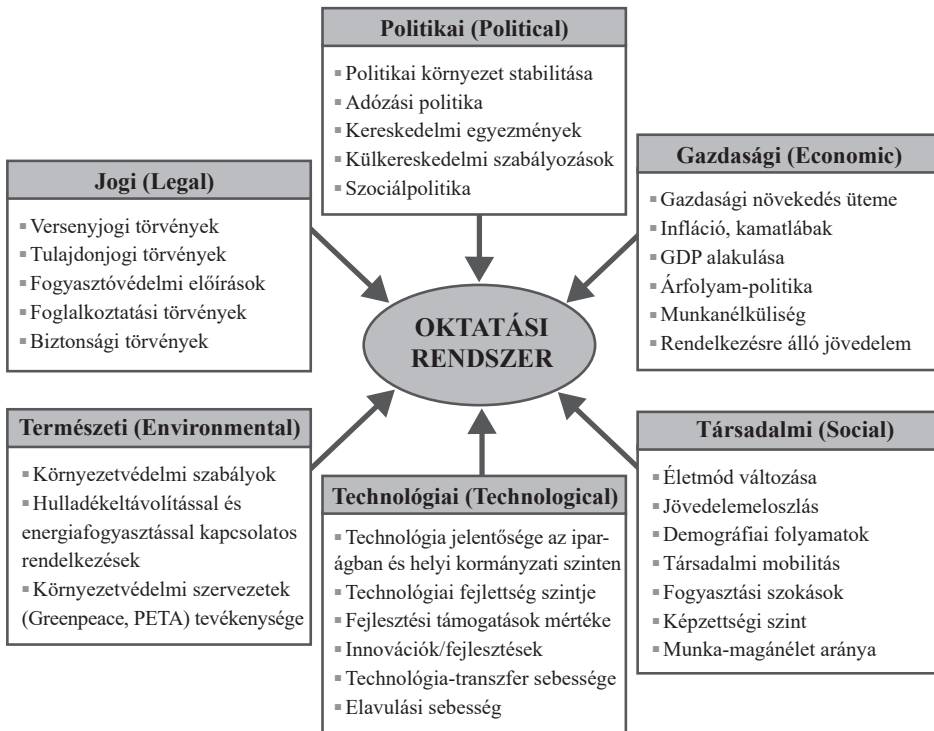 Politikai (Political)
▪ Politikai környezet stabilitása
▪ Adózási politika
▪ Kereskedelmi egyezmények
▪ Külkereskedelmi szabályozások
▪ Szociálpolitika
Gazdasági (Economic)
▪ Gazdasági növekedés üteme
▪ Infláció, kamatlábak
▪ GDP alakulása
▪ Árfolyam-politika
▪ Munkanélküliség
▪ Rendelkezésre álló jövedelem
Jogi (Legal)
▪ Versenyjogi törvények
▪ Tulajdonjogi törvények
▪ Fogyasztóvédelmi előírások
▪ Foglalkoztatási törvények
▪ Biztonsági törvények
OKTATÁSI
RENDSZER
Természeti (Environmental)
▪ Környezetvédelmi szabályok
▪ Hulladékeltávolítással és
energiafogyasztással kapcsolatos
rendelkezések
▪ Környezetvédelmi szervezetek
(Greenpeace, PETA) tevékenysége
Technológiai (Technological)
▪ Technológia jelentősége az ipar-
ágban és helyi kormányzati szinten
▪ Technológiai fejlettség szintje
▪ Fejlesztési támogatások mértéke
▪ Innovációk/fejlesztések
▪ Technológia-transzfer sebessége
▪ Elavulási sebesség
Társadalmi (Social)
▪ Életmód változása
▪ Jövedelemeloszlás
▪ Demográfiai folyamatok
▪ Társadalmi mobilitás
▪ Fogyasztási szokások
▪ Képzettségi szint
▪ Munka-magánélet aránya